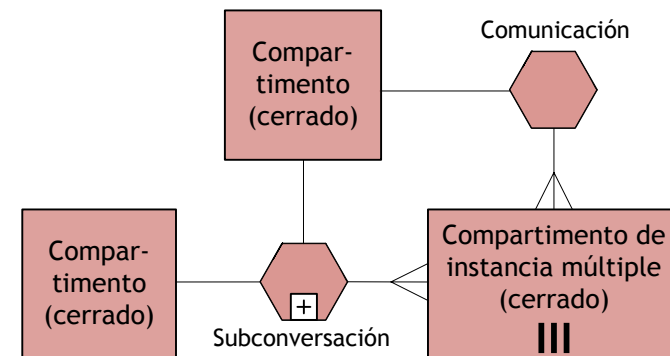 Comunicación
Compar-
timento
(cerrado)
Compar-
timento
(cerrado)
Subconversación
Compartimento de
instancia múltiple
(cerrado)